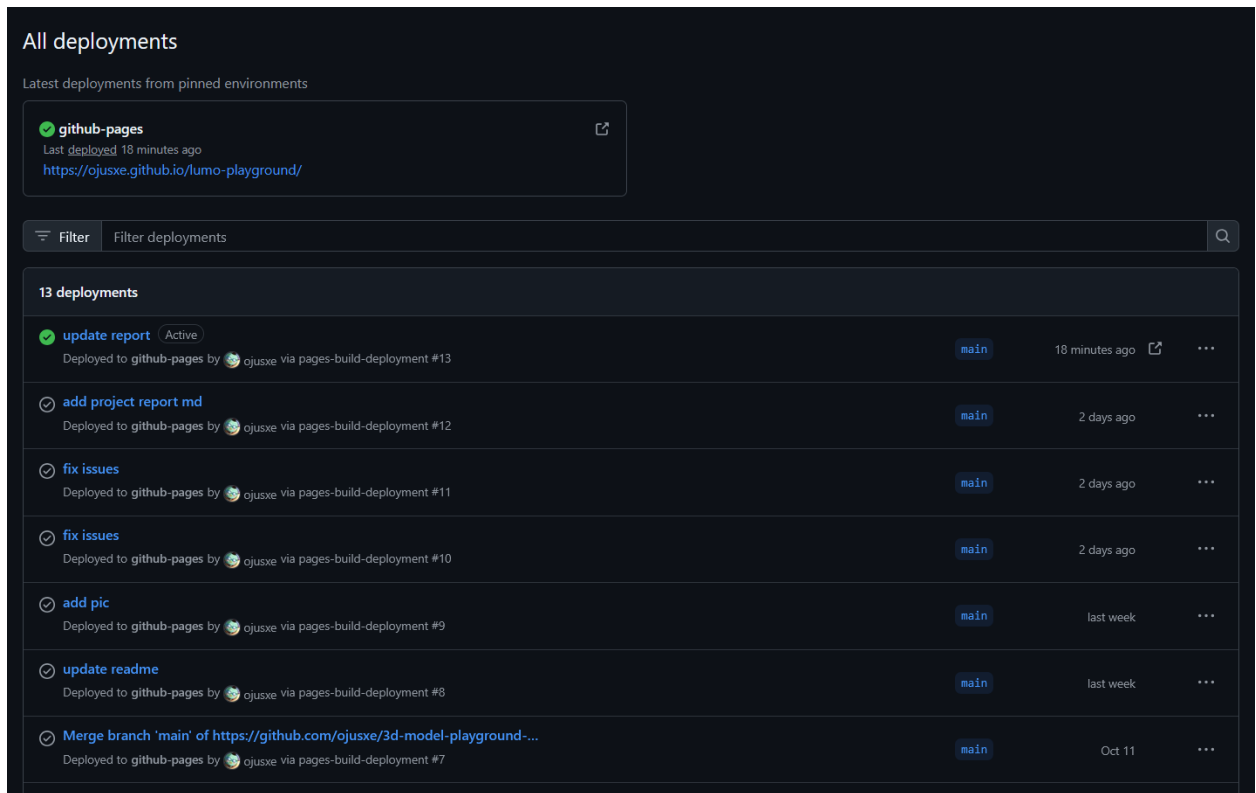 All deployments
Latest deployments from pinned environments
github-pages
Last deployed 18 minutes ago
https://ojusxe.github.io/lumo-playground/
Filter Filter deployments
13 deployments
update report Active
Deployed to github-pages by ojusxe via pages-build-deployment #13
main 18 minutes ago
add project report md
Deployed to github-pages by ojusxe via pages-build-deployment #12
main 2 days ago
fix issues
Deployed to github-pages by ojusxe via pages-build-deployment #11
main 2 days ago
fix issues
Deployed to github-pages by ojusxe via pages-build-deployment #10
main 2 days ago
add pic
Deployed to github-pages by ojusxe via pages-build-deployment #9
main last week
update readme
Deployed to github-pages by ojusxe via pages-build-deployment #8
main last week
Merge branch 'main' of https://github.com/ojusxe/3d-model-playground-...
Deployed to github-pages by ojusxe via pages-build-deployment #7
main Oct 11